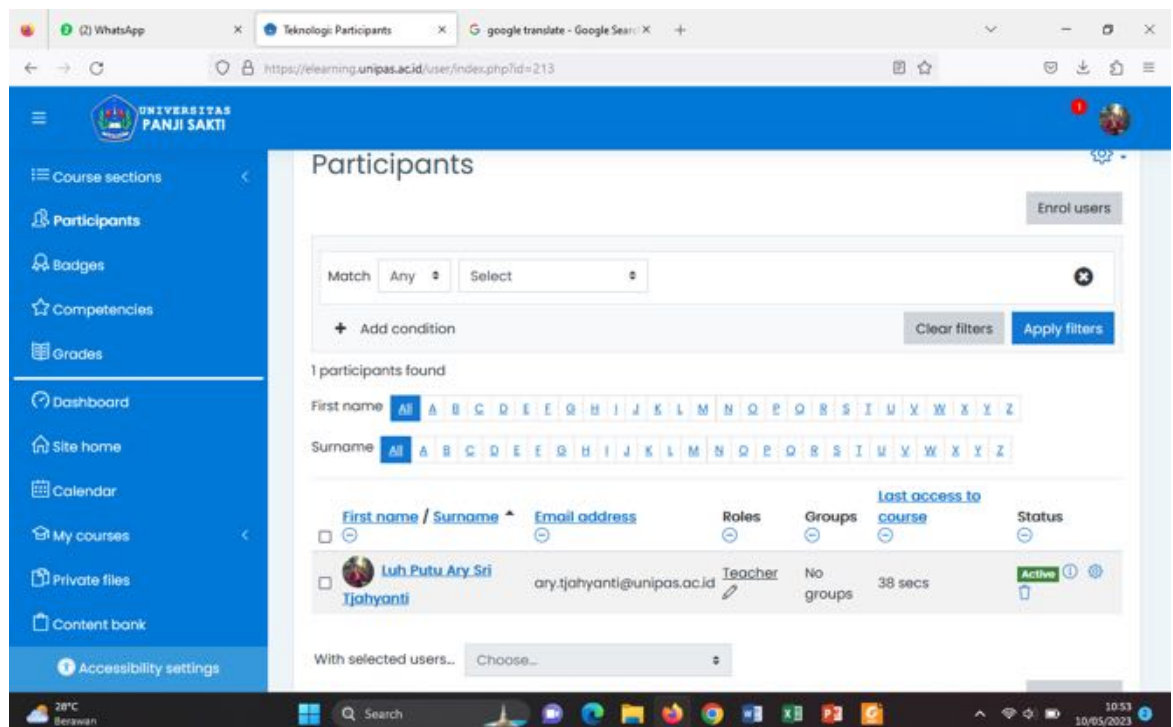 (2) WhatsApp
Teknologi: Participants
google translate - Google Searc
https://elearning.unipas.ac.id/user/index.php?id=213
UNIVERSITAS
PANJI SAKTI
1
Course sections
Participants
Badges
Competencies
Grades
Dashboard
Site home
Calendar
My courses
Private files
Content bank
Accessibility settings
Participants
Enrol users
Match Any Select
Add condition Clear filters Apply filters
1 participants found
First name All A B C D E F G H I J K L M N O P Q R S T U V W X Y Z
Surname All A B C D E F G H I J K L M N O P Q R S T U V W X Y Z
First name / Surname Email address Roles Groups Last access to course Status
Luh Putu Ary Sri Tjahyanti ary.tjahyanti@unipas.ac.id Teacher No groups 38 secs Active
With selected users... Choose...
28°C
Berawan
Search
10:53
10/05/2023